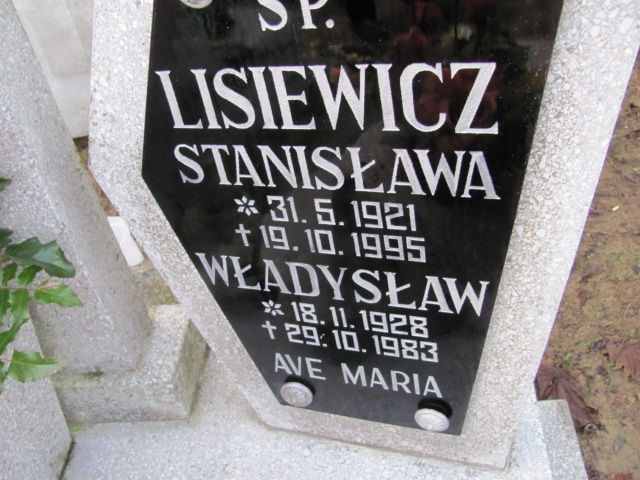 SP.
LISIEWICZ
STANISŁAWA
* 31. 5. 1921
† 19. 10. 1995
WŁADYSŁAW
* 18. 11. 1928
† 29. 10. 1983
AVE MARIA